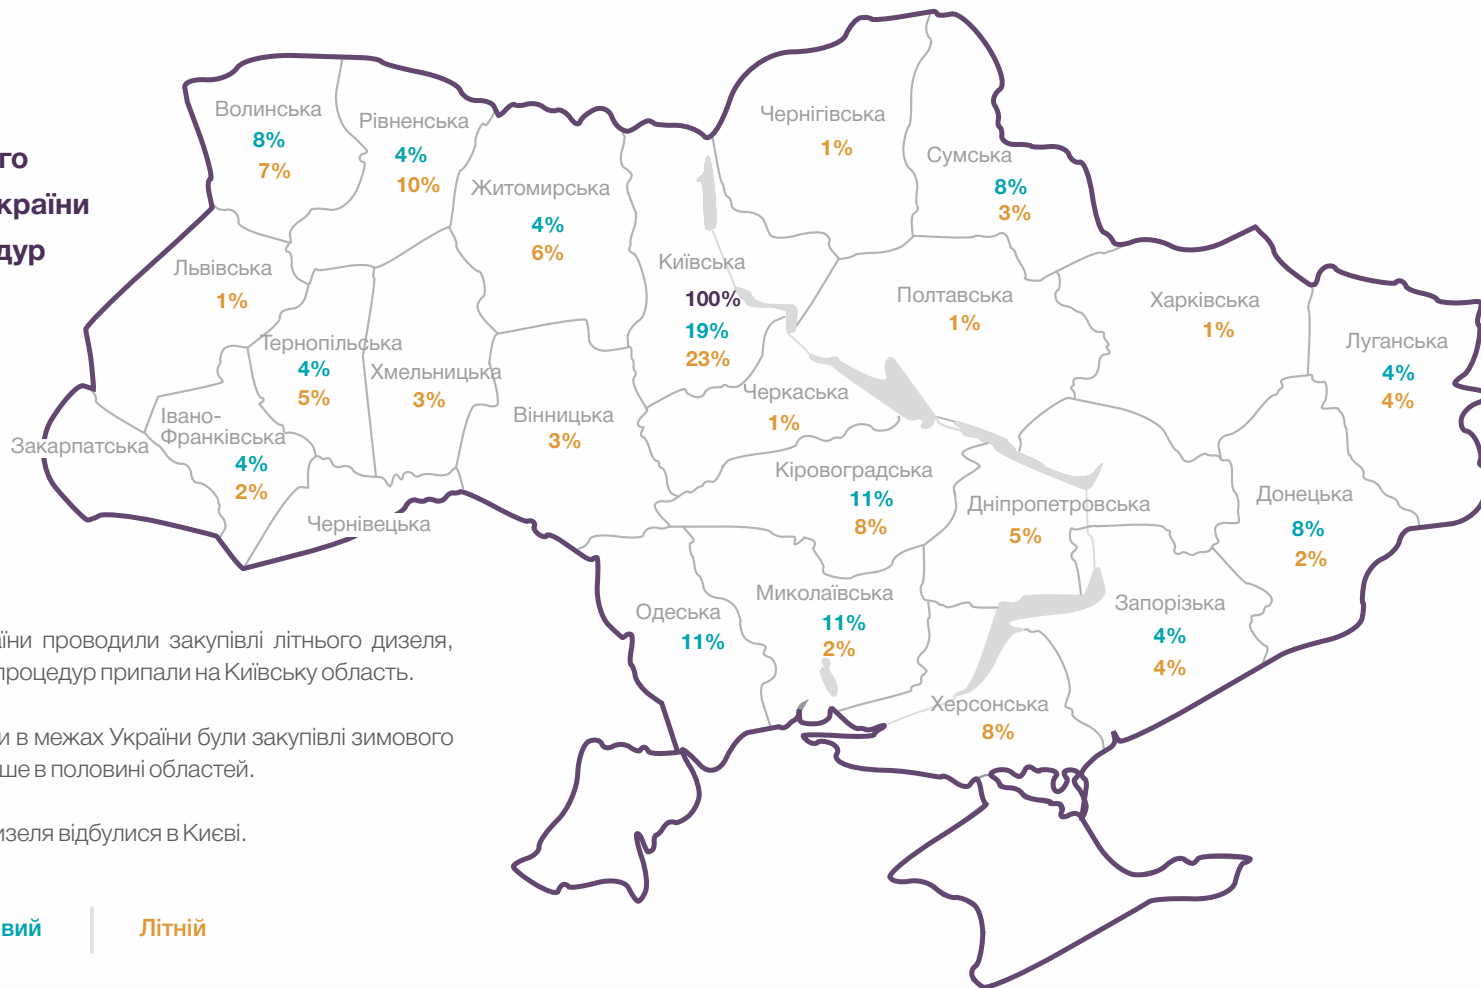 го
країни
дур
Волинська
8%
7%
Рівненська
4%
10%
Житомирська
4%
6%
Чернігівська
1%
Сумська
8%
3%
Київська
100%
19%
23%
Львівська
1%
Тернопільська
4%
5%
Хмельницька
3%
Вінницька
3%
Черкаська
1%
Полтавська
1%
Харківська
1%
Луганська
4%
4%
Закарпатська
Івано-
Франківська
4%
2%
Чернівецька
Кіровоградська
11%
8%
Дніпропетровська
5%
Донецька
8%
2%
Одеська
11%
Миколаївська
11%
2%
Запорізька
4%
4%
Херсонська
8%
їни проводили закупівлі літнього дизеля,
процедур припали на Київську область.
и в межах України були закупівлі зимового
ше в половині областей.
изеля відбулися в Києві.
вий
Літній